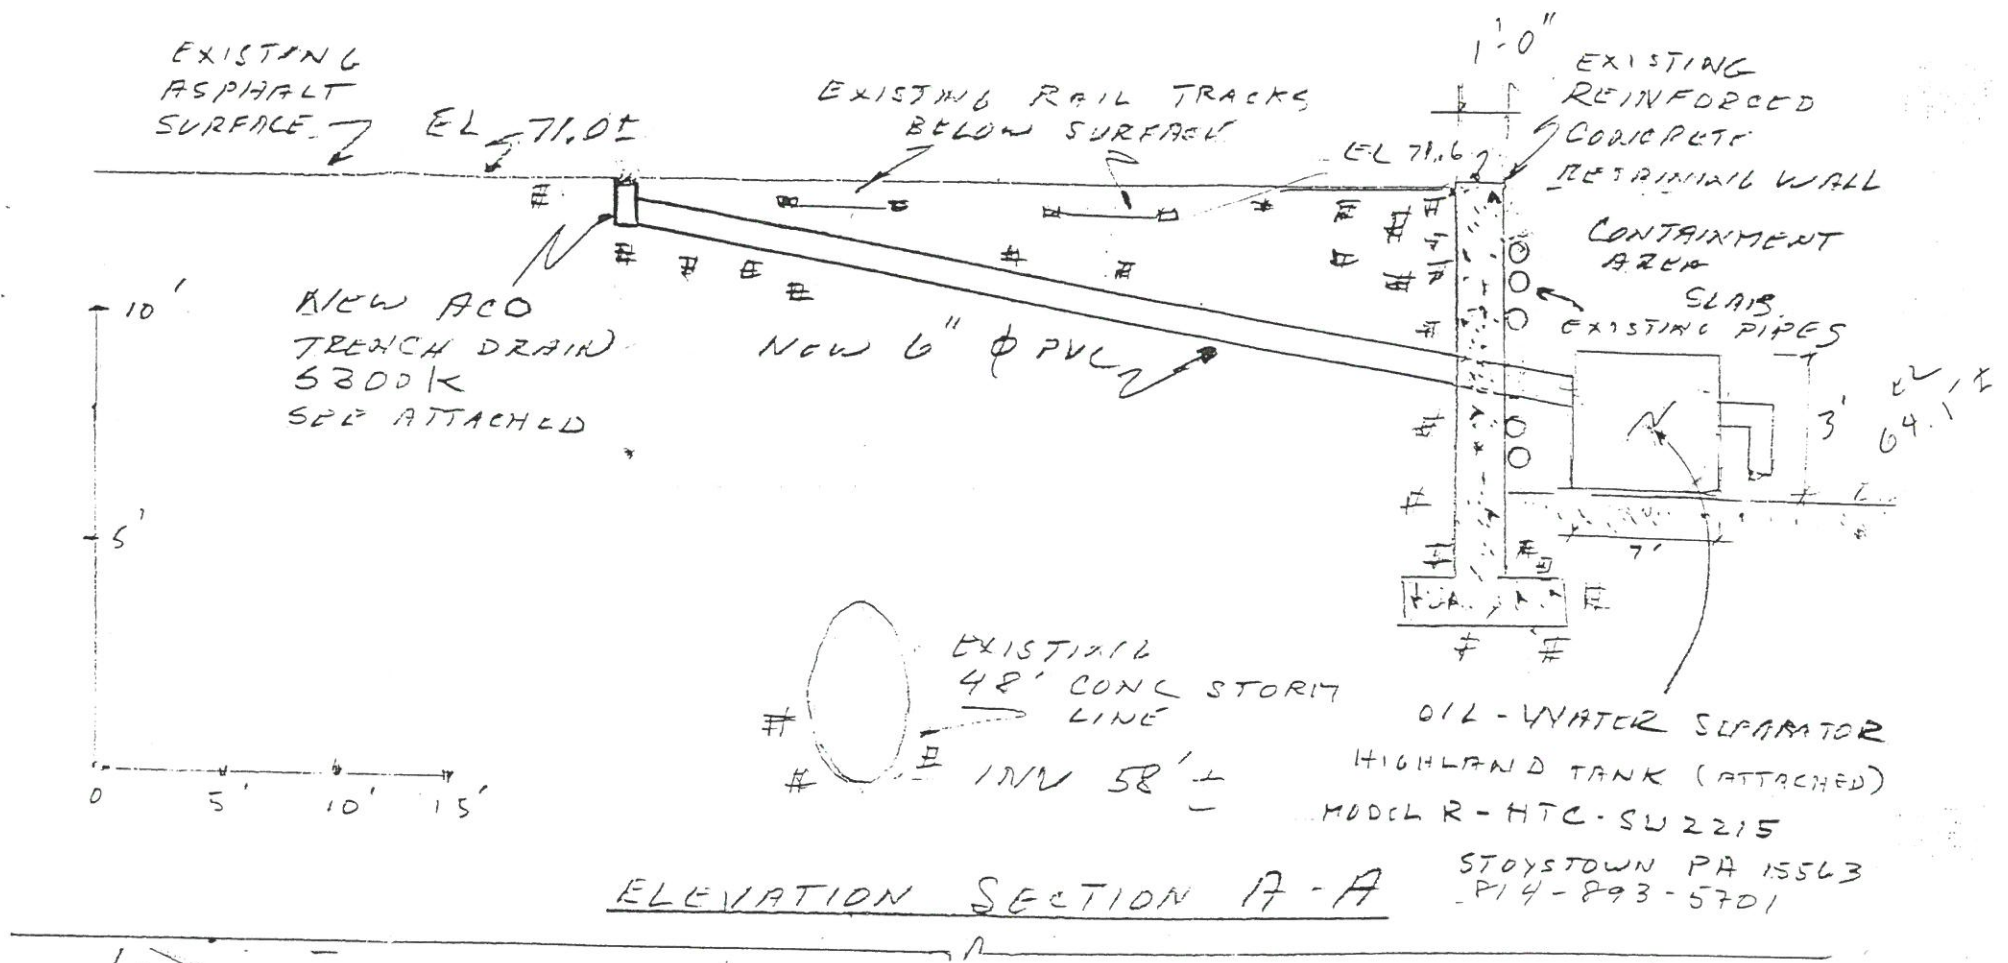 EXISTING
ASPHALT
SURFACE
EL 71.0±
EXISTING RAIL TRACKS
BELOW SURFACE
1'-0"
EXISTING
REINFORCED
CONCRETE
RETAINING WALL
EL 71.6
CONTAINMENT
AREA
SLAB
EXISTING PIPES
NEW ACO
TRENCH DRAIN
S300K
SEE ATTACHED
NEW 6" ϕ PVC
10'
5'
0 5' 10' 15'
3'
64.1 ±
7'
EXISTING
48' CONC STORM
LINE
INV 58'±
OIL-WATER SEPARATOR
HIGHLAND TANK (ATTACHED)
MODEL R-HTC-SW2215
STOYSTOWN PA 15563
814-893-5701
ELEVATION SECTION A-A